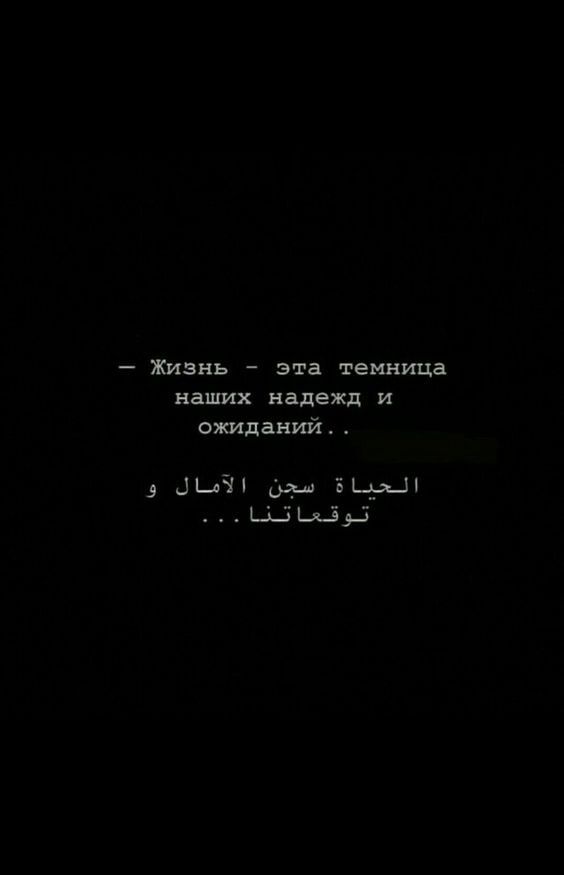 — Жизнь - эта темница
наших надежд и
ожиданий..
الحياة سجن الآمال و
توقعاتنا...